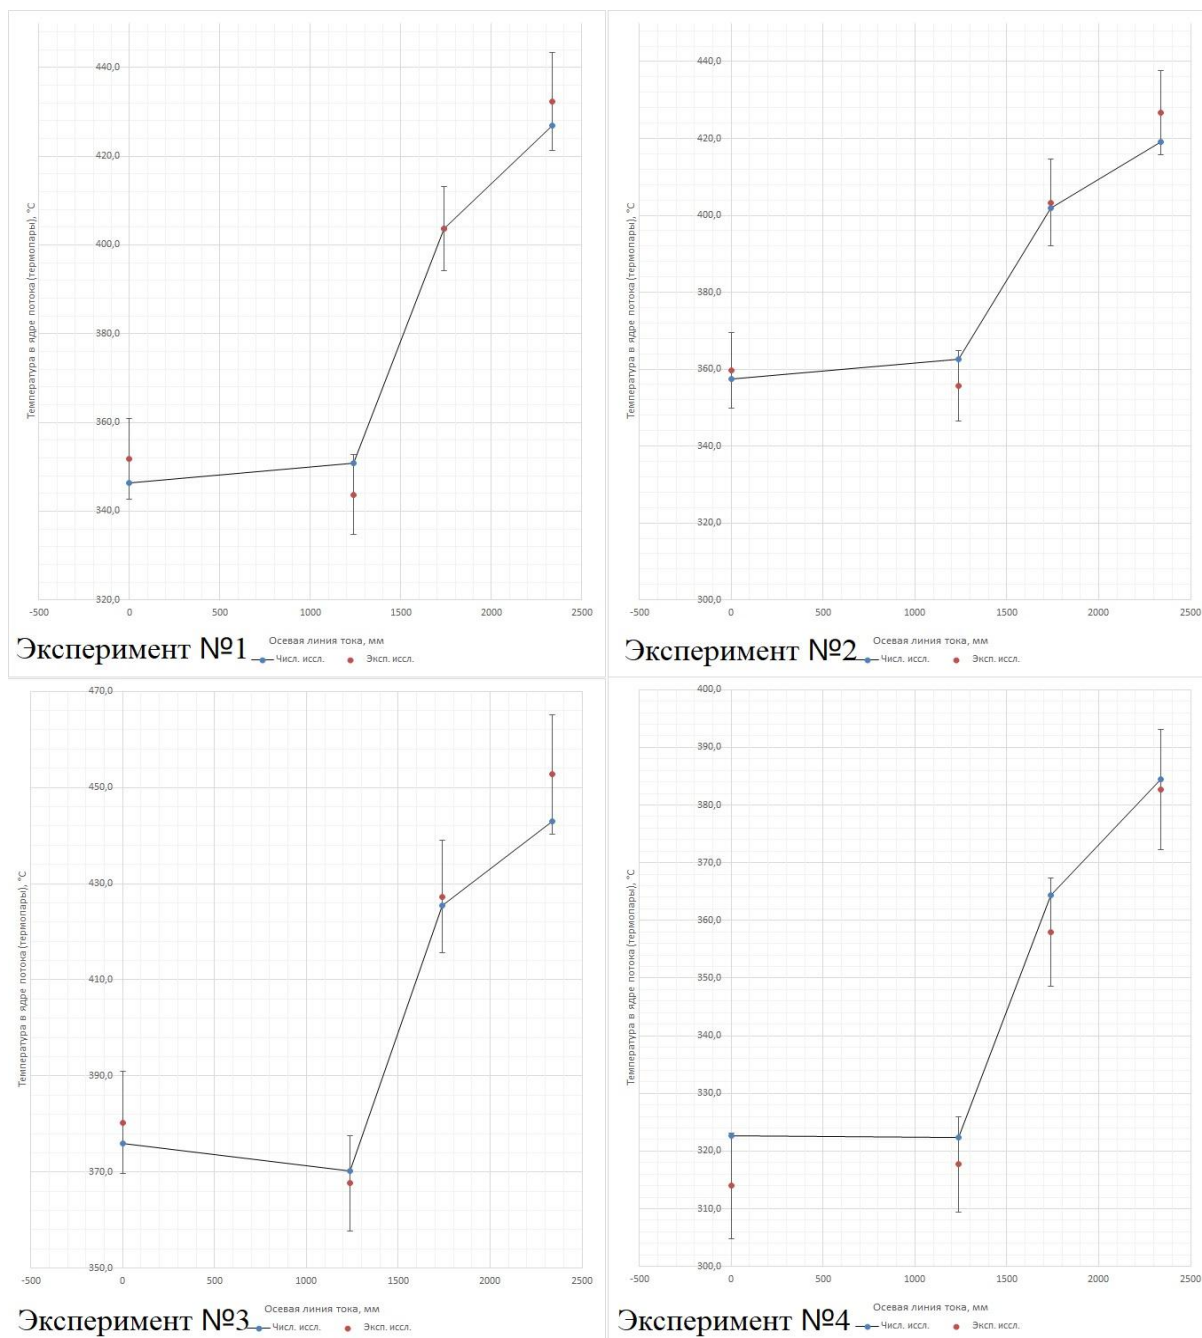 440,0
420,0
400,0
380,0
360,0
340,0
320,0
Температура в ядре потока (термопары), °C
-500 0 500 1000 1500 2000 2500
Осевая линия тока, мм
Эксперимент №1
Числ. иссл. Эксп. иссл.
440,0
420,0
400,0
380,0
360,0
340,0
320,0
300,0
Температура в ядре потока (термопары), °C
-500 0 500 1000 1500 2000 2500
Осевая линия тока, мм
Эксперимент №2
Числ. иссл. Эксп. иссл.
470,0
450,0
430,0
410,0
390,0
370,0
350,0
Температура в ядре потока (термопары), °C
-500 0 500 1000 1500 2000 2500
Осевая линия тока, мм
Эксперимент №3
Числ. иссл. Эксп. иссл.
400,0
390,0
380,0
370,0
360,0
350,0
340,0
330,0
320,0
310,0
300,0
Температура в ядре потока (термопары), °C
-500 0 500 1000 1500 2000 2500
Осевая линия тока, мм
Эксперимент №4
Числ. иссл. Эксп. иссл.